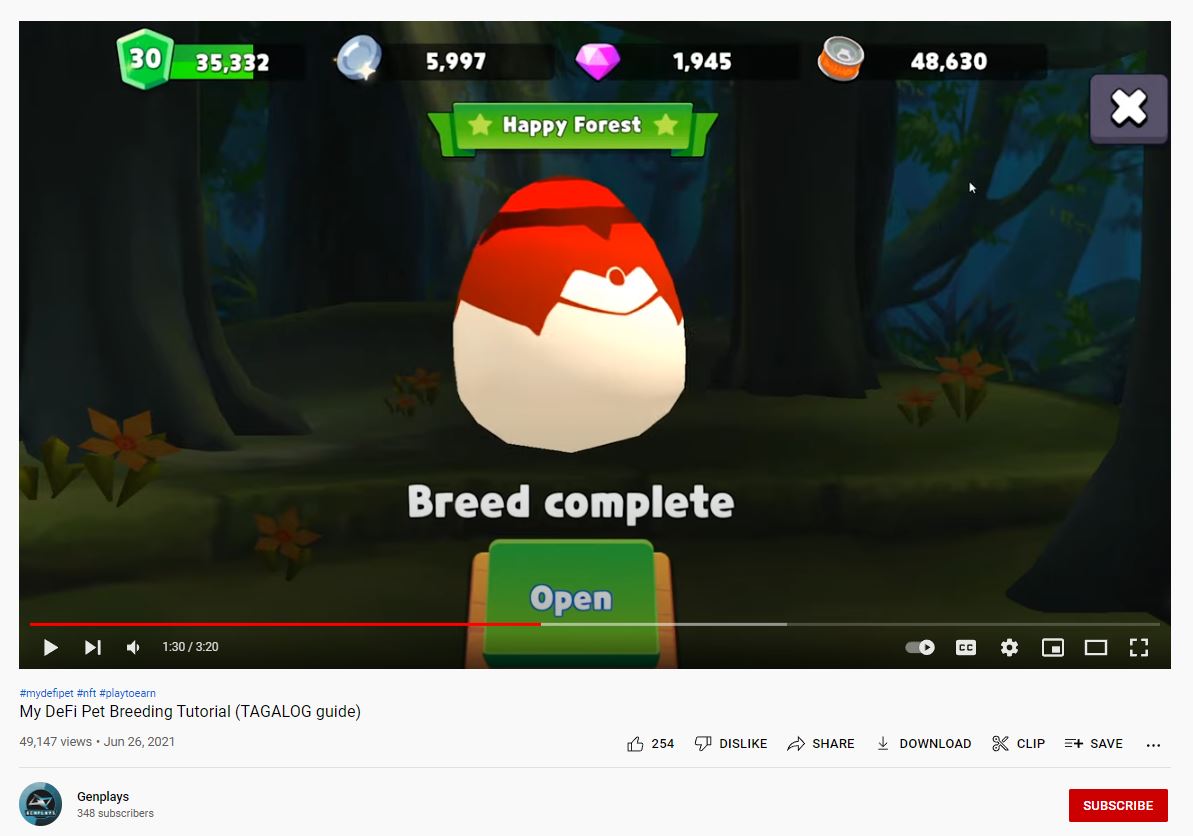 30 35,332 5,997 1,945 48,630
Happy Forest
Breed complete
Open
1:30 / 3:20 CC
#mydefipet #nft #playtoearn
My DeFi Pet Breeding Tutorial (TAGALOG guide)
49,147 views • Jun 26, 2021
254 DISLIKE SHARE DOWNLOAD CLIP SAVE
GENPLAYS
Genplays
348 subscribers
SUBSCRIBE